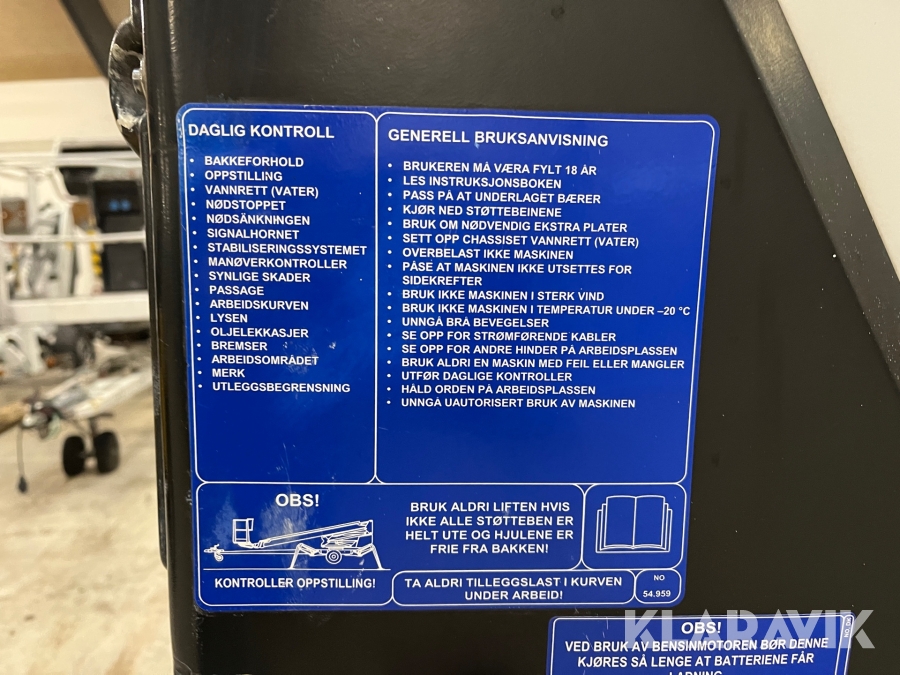 DAGLIG KONTROLL
• BAKKEFORHOLD
• OPPSTILLING
• VANNRETT (VATER)
• NØDSTOPPET
• NØDSÄNKNINGEN
• SIGNALHORNET
• STABILISERINGSSYSTEMET
• MANØVERKONTROLLER
• SYNLIGE SKADER
• PASSAGE
• ARBEIDSKURVEN
• LYSEN
• OLJELEKKASJER
• BREMSER
• ARBEIDSOMRÅDET
• MERK
• UTLEGGSBEGRENSNING
GENERELL BRUKSANVISNING
• BRUKEREN MÅ VÆRA FYLT 18 ÅR
• LES INSTRUKSJONSBOKEN
• PASS PÅ AT UNDERLAGET BÆRER
• KJØR NED STØTTEBEINENE
• BRUK OM NØDVENDIG EKSTRA PLATER
• SETT OPP CHASSISET VANNRETT (VATER)
• OVERBELAST IKKE MASKINEN
• PÅSE AT MASKINEN IKKE UTSETTES FOR
SIDEKREFTER
• BRUK IKKE MASKINEN I STERK VIND
• BRUK IKKE MASKINEN I TEMPERATUR UNDER –20 °C
• UNNGÅ BRÅ BEVEGELSER
• SE OPP FOR STRØMFØRENDE KABLER
• SE OPP FOR ANDRE HINDER PÅ ARBEIDSPLASSEN
• BRUK ALDRI EN MASKIN MED FEIL ELLER MANGLER
• UTFØR DAGLIGE KONTROLLER
• HÅLD ORDEN PÅ ARBEIDSPLASSEN
• UNNGÅ UAUTORISERT BRUK AV MASKINEN
OBS!
KONTROLLER OPPSTILLING!
BRUK ALDRI LIFTEN HVIS
IKKE ALLE STØTTEBEN ER
HELT UTE OG HJULENE ER
FRIE FRA BAKKEN!
TA ALDRI TILLEGGSLAST I KURVEN
UNDER ARBEID!
NO
54.959
OBS!
VED BRUK AV BENSINMOTOREN BØR DENNE
KJØRES SÅ LENGE AT BATTERIENE FÅR
LADNING
KLARAVIK